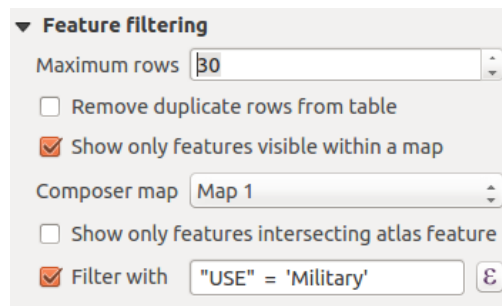 Feature filtering
Maximum rows 30
Remove duplicate rows from table
Show only features visible within a map
Composer map Map 1
Show only features intersecting atlas feature
Filter with "USE" = 'Military' ε